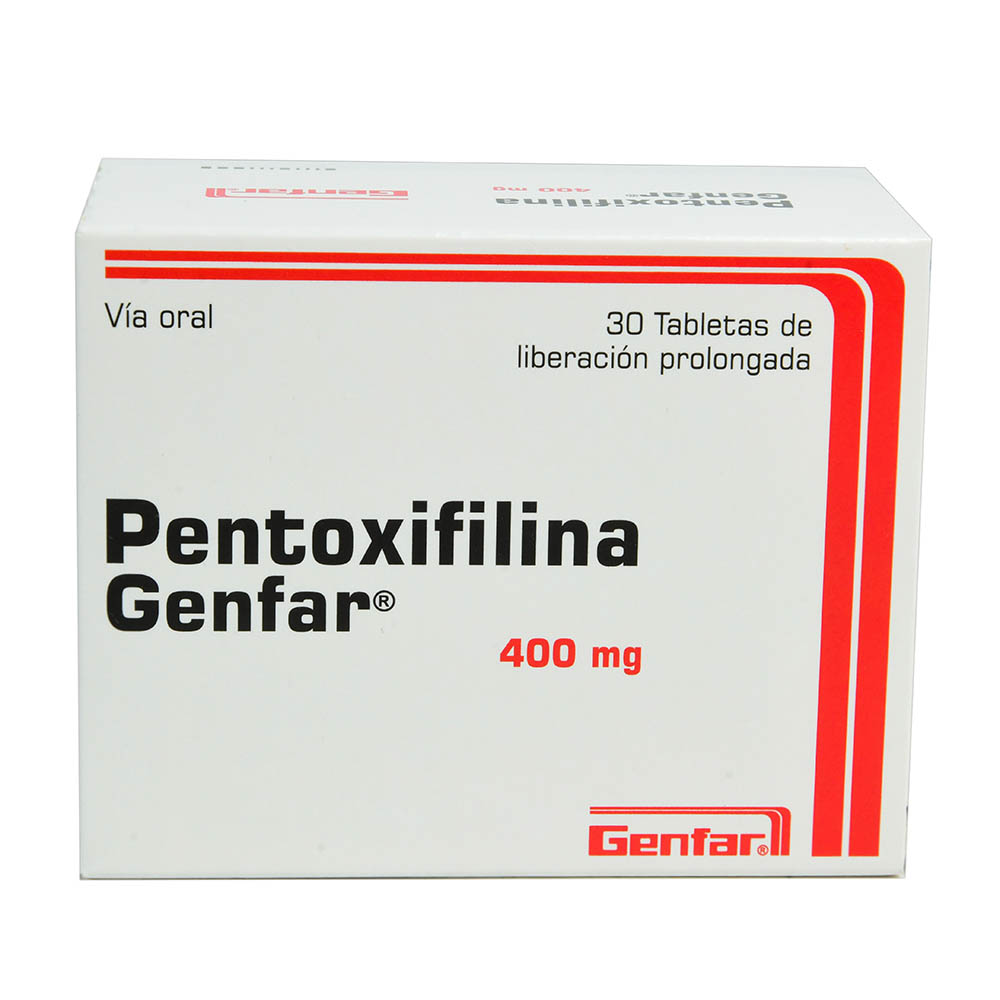 Genfar
400 mg
Pentoxifilina
Genfar®
Vía oral
30 Tabletas de
liberación prolongada
Pentoxifilina
Genfar®
400 mg
Genfar®